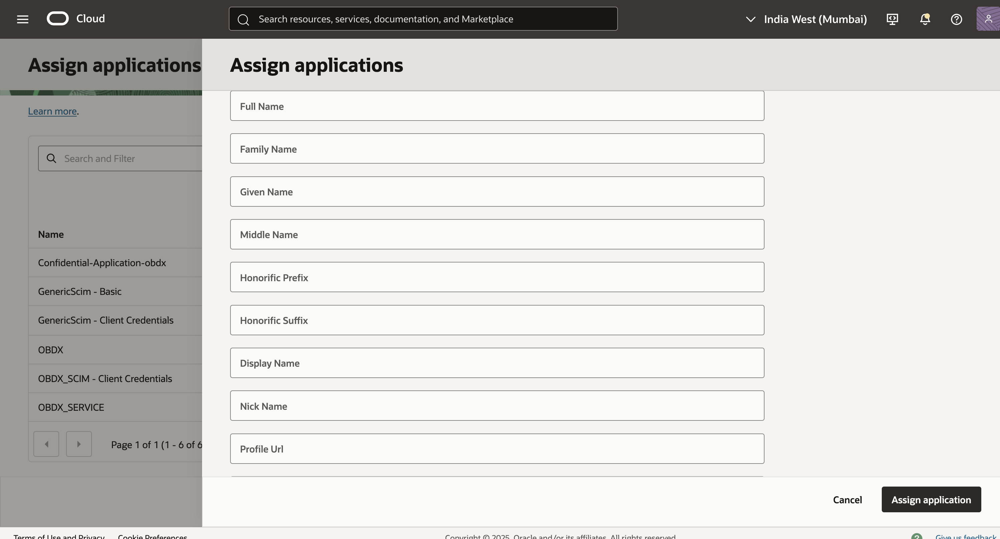 Cloud
Search resources, services, documentation, and Marketplace
India West (Mumbai)
Assign applications
Learn more.
Search and Filter
Name
Confidential-Application-obdx
GenericScim - Basic
GenericScim - Client Credentials
OBDX
OBDX_SCIM - Client Credentials
OBDX_SERVICE
Page 1 of 1 (1 - 6 of 6
Assign applications
Full Name
Family Name
Given Name
Middle Name
Honorific Prefix
Honorific Suffix
Display Name
Nick Name
Profile Url
Cancel
Assign application
Terms of Use and Privacy
Cookie Preferences
Copyright © 2025, Oracle and/or its affiliates. All rights reserved.
Give us feedback